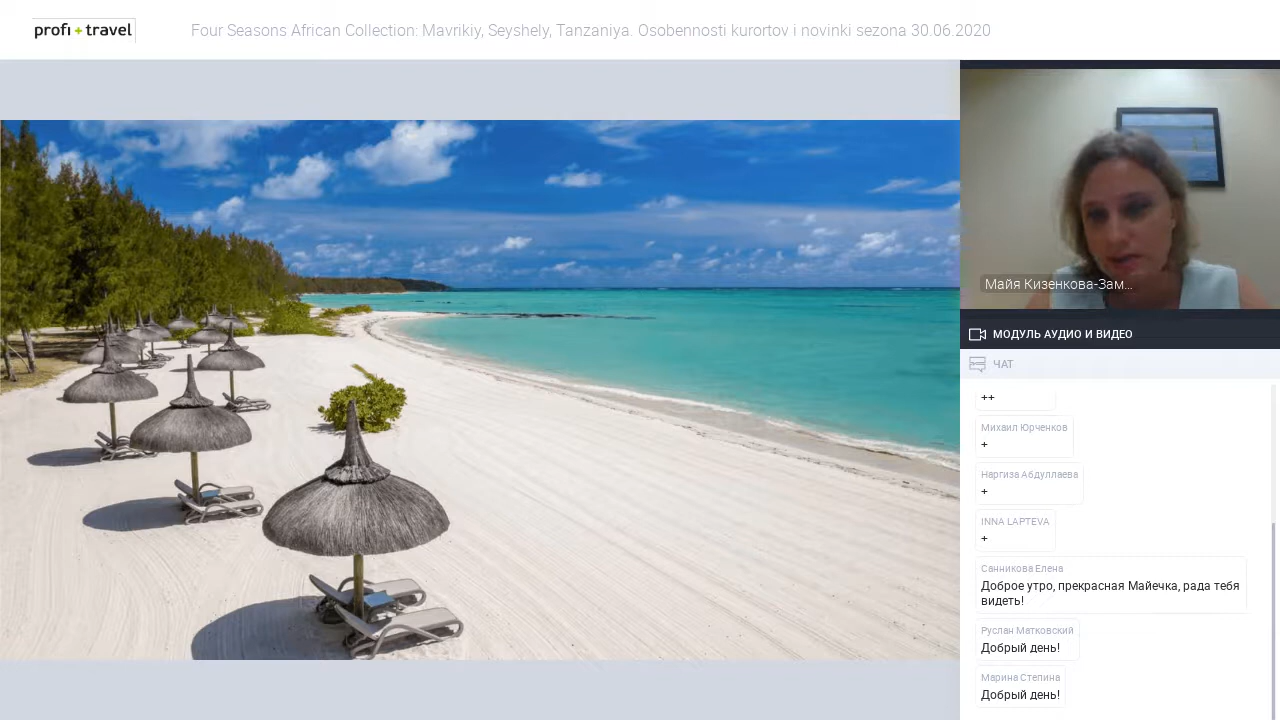 profi + travel
Four Seasons African Collection: Mavrikiy, Seyshely, Tanzaniya. Osobennosti kurortov i novinki sezona 30.06.2020
Майя Кизенкова-Зам...
МОДУЛЬ АУДИО И ВИДЕО
ЧАТ
++
Михаил Юрченков
+
Наргиза Абдуллаева
+
INNA LAPTEVA
+
Санникова Елена
Доброе утро, прекрасная Майечка, рада тебя
видеть!
Руслан Матковский
Добрый день!
Марина Степина
Добрый день!